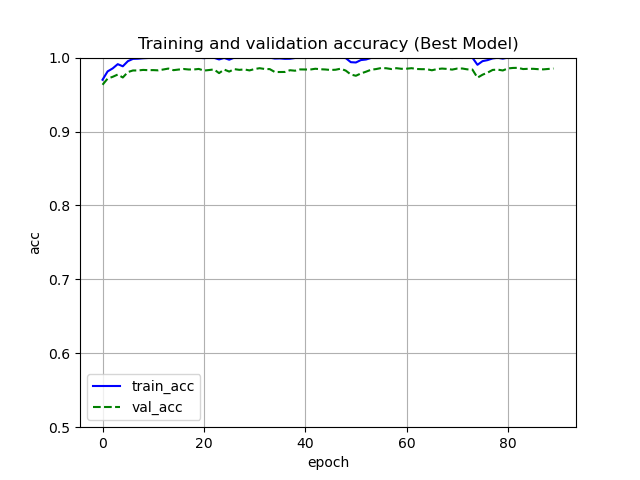 Training and validation accuracy (Best Model)
1.0
0.9
0.8
0.7
0.6
0.5
acc
train_acc
val_acc
0 20 40 60 80
epoch